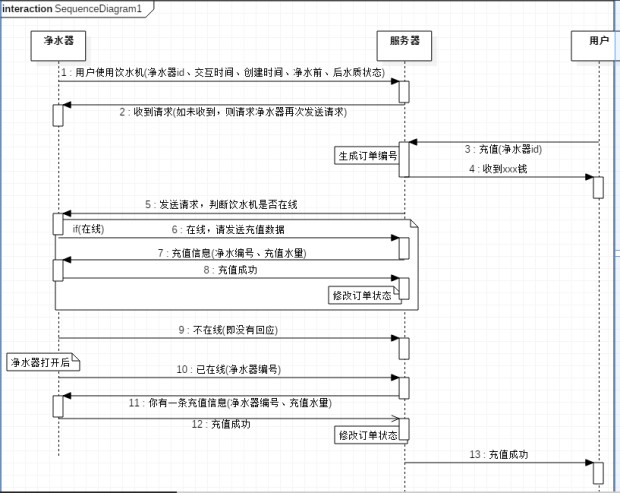 interaction SequenceDiagram1
净水器
服务器
用户
1 : 用户使用饮水机(净水器id、交互时间、创建时间、净水前、后水质状态)
2 : 收到请求(如未收到，则请求净水器再次发送请求)
3 : 充值(净水器id)
生成订单编号
4 : 收到xxx钱
5 : 发送请求，判断饮水机是否在线
if(在线)
6 : 在线，请发送充值数据
7 : 充值信息(净水编号、充值水量)
8 : 充值成功
修改订单状态
9 : 不在线(即没有回应)
净水器打开后
10 : 已在线(净水器编号)
11 : 你有一条充值信息(净水器编号、充值水量)
12 : 充值成功
修改订单状态
13 : 充值成功